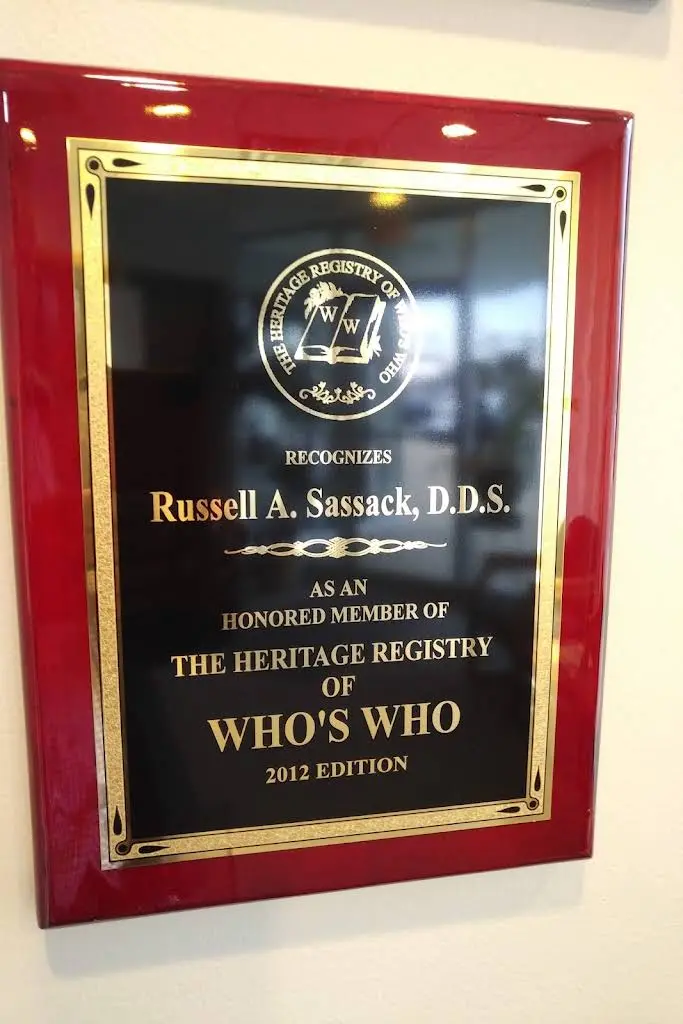 THE HERITAGE REGISTRY OF WHO'S WHO
W W
RECOGNIZES
Russell A. Sassack, D.D.S.
AS AN
HONORED MEMBER OF
THE HERITAGE REGISTRY
OF
WHO'S WHO
2012 EDITION